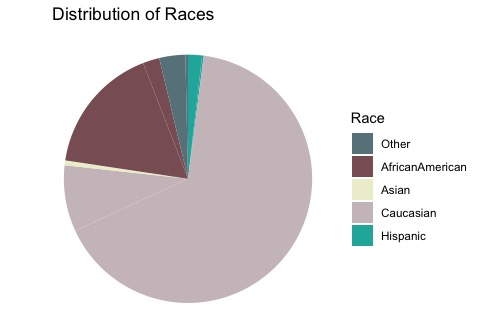 Distribution of Races
Race
Other
AfricanAmerican
Asian
Caucasian
Hispanic